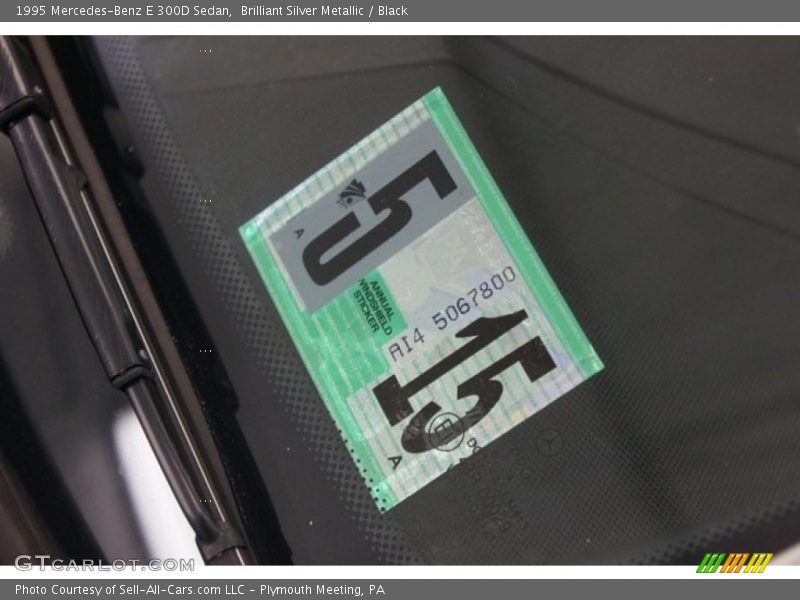 1995 Mercedes-Benz E 300D Sedan,  Brilliant Silver Metallic / Black
5
A
ANNUAL
WINDSHIELD
STICKER
AI4 5067800
15
A
GTCARLOT.COM
Photo Courtesy of Sell-All-Cars.com LLC - Plymouth Meeting, PA